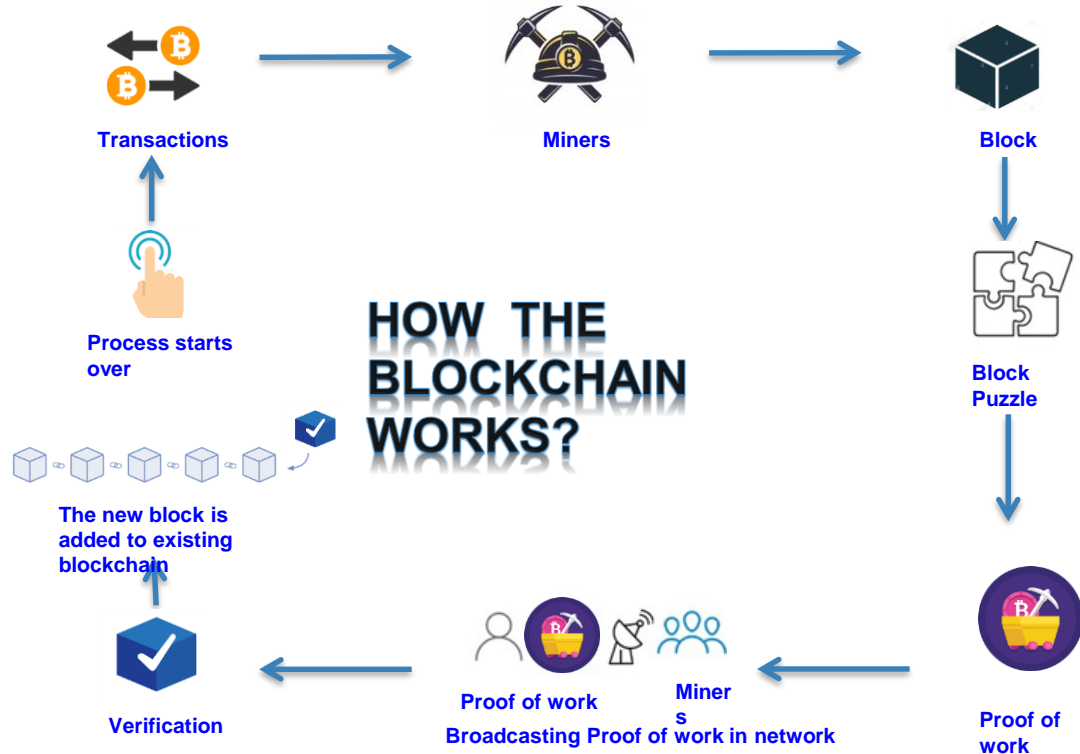 Transactions
Miners
Block
Process starts
over
HOW THE
BLOCKCHAIN
WORKS?
Block
Puzzle
The new block is
added to existing
blockchain
Verification
Proof of work
Miner
s
Broadcasting Proof of work in network
Proof of
work